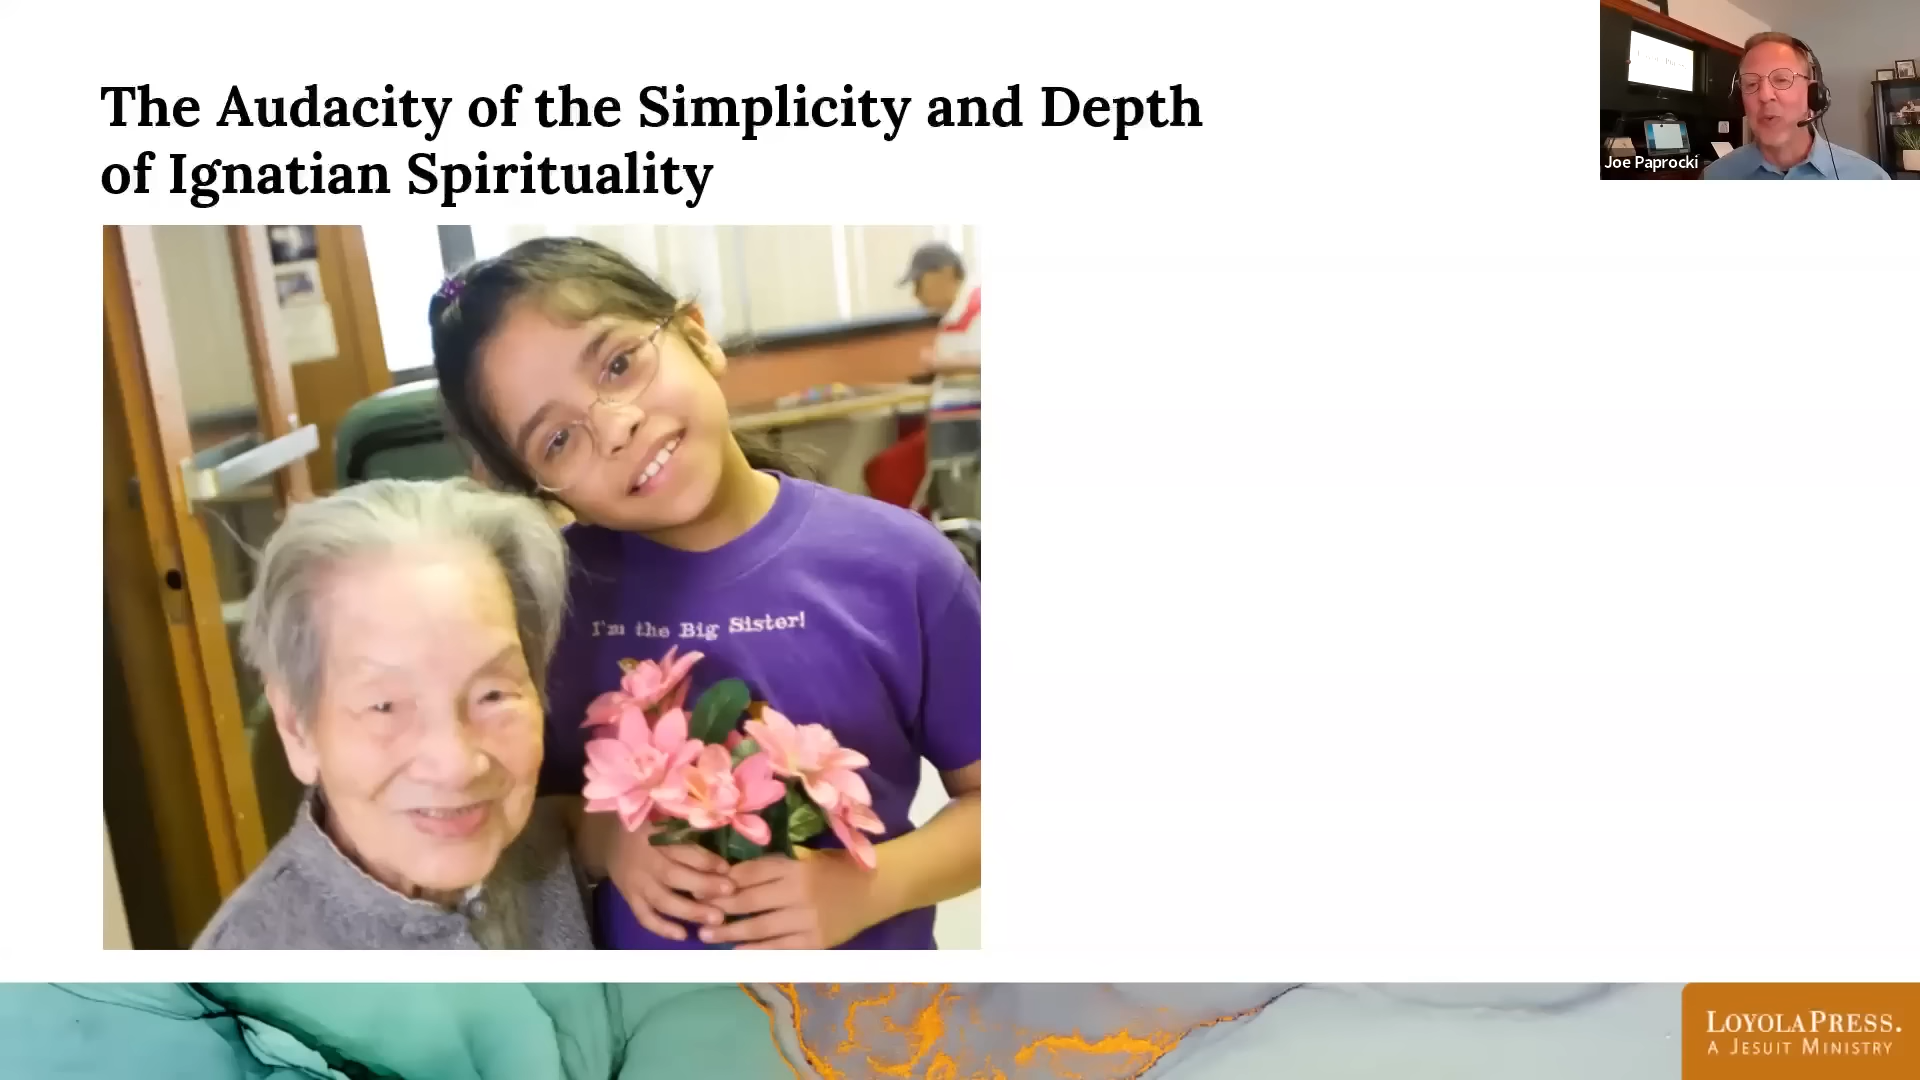 The Audacity of the Simplicity and Depth
of Ignatian Spirituality
Joe Paprocki
I'm the Big Sister!
LOYOLAPRESS.
A JESUIT MINISTRY